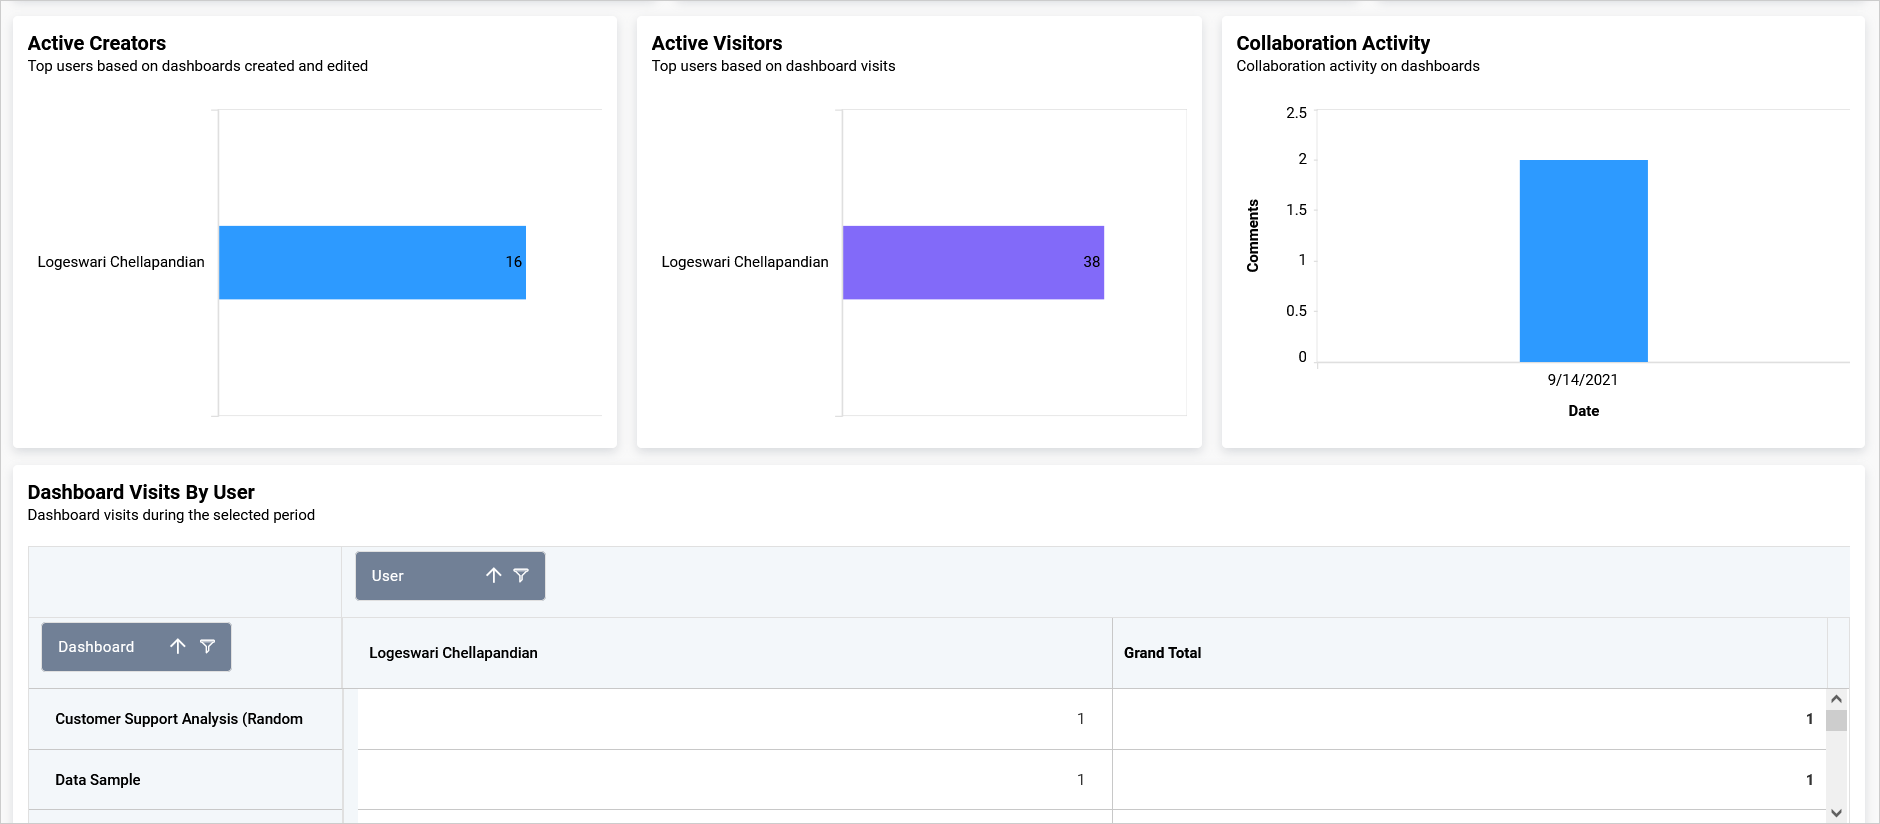 Active Creators
Top users based on dashboards created and edited
Logeswari Chellapandian
16
Active Visitors
Top users based on dashboard visits
Logeswari Chellapandian
38
Collaboration Activity
Collaboration activity on dashboards
Comments
2.5
2
1.5
1
0.5
0
9/14/2021
Date
Dashboard Visits By User
Dashboard visits during the selected period
User
Dashboard
Logeswari Chellapandian
Grand Total
Customer Support Analysis (Random
1
1
Data Sample
1
1